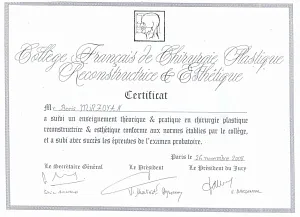 Collège Français de Chirurgie Plastique
Reconstructrice & Esthétique
Certificat
a suivi un enseignement théorique & pratique en chirurgie plastique
reconstructrice & esthétique conforme aux normes établies par le collège,
et a subi avec succès les épreuves de l'examen probatoire.
Paris le 26 novembre
Le Secrétaire Général Le Président Le Président du Jury